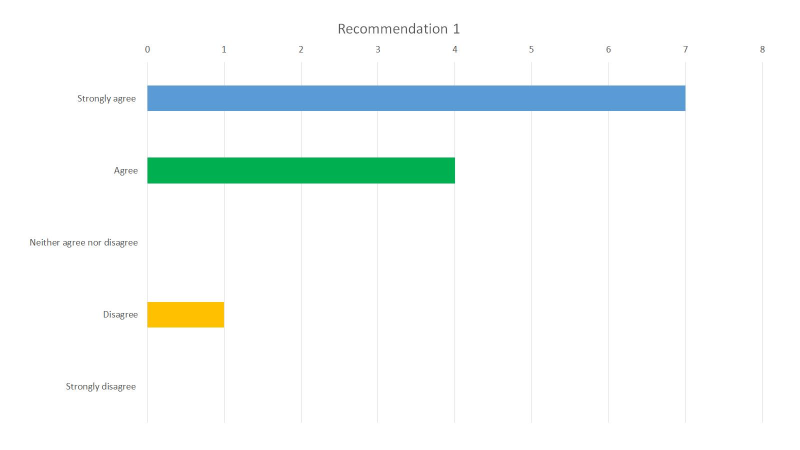 Recommendation 1
0 1 2 3 4 5 6 7 8
Strongly agree
Agree
Neither agree nor disagree
Disagree
Strongly disagree